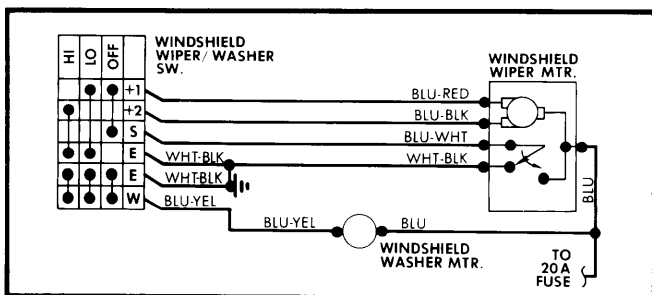 HI
LO
OFF
WINDSHIELD
WIPER/WASHER
SW.
+1
+2
S
E
E
W
WHT-BLK
WHT-BLK
BLU-YEL
BLU-RED
BLU-BLK
BLU-WHT
WHT-BLK
WINDSHIELD
WIPER MTR.
BLU
BLU-YEL
BLU
WINDSHIELD
WASHER MTR.
TO
20A
FUSE